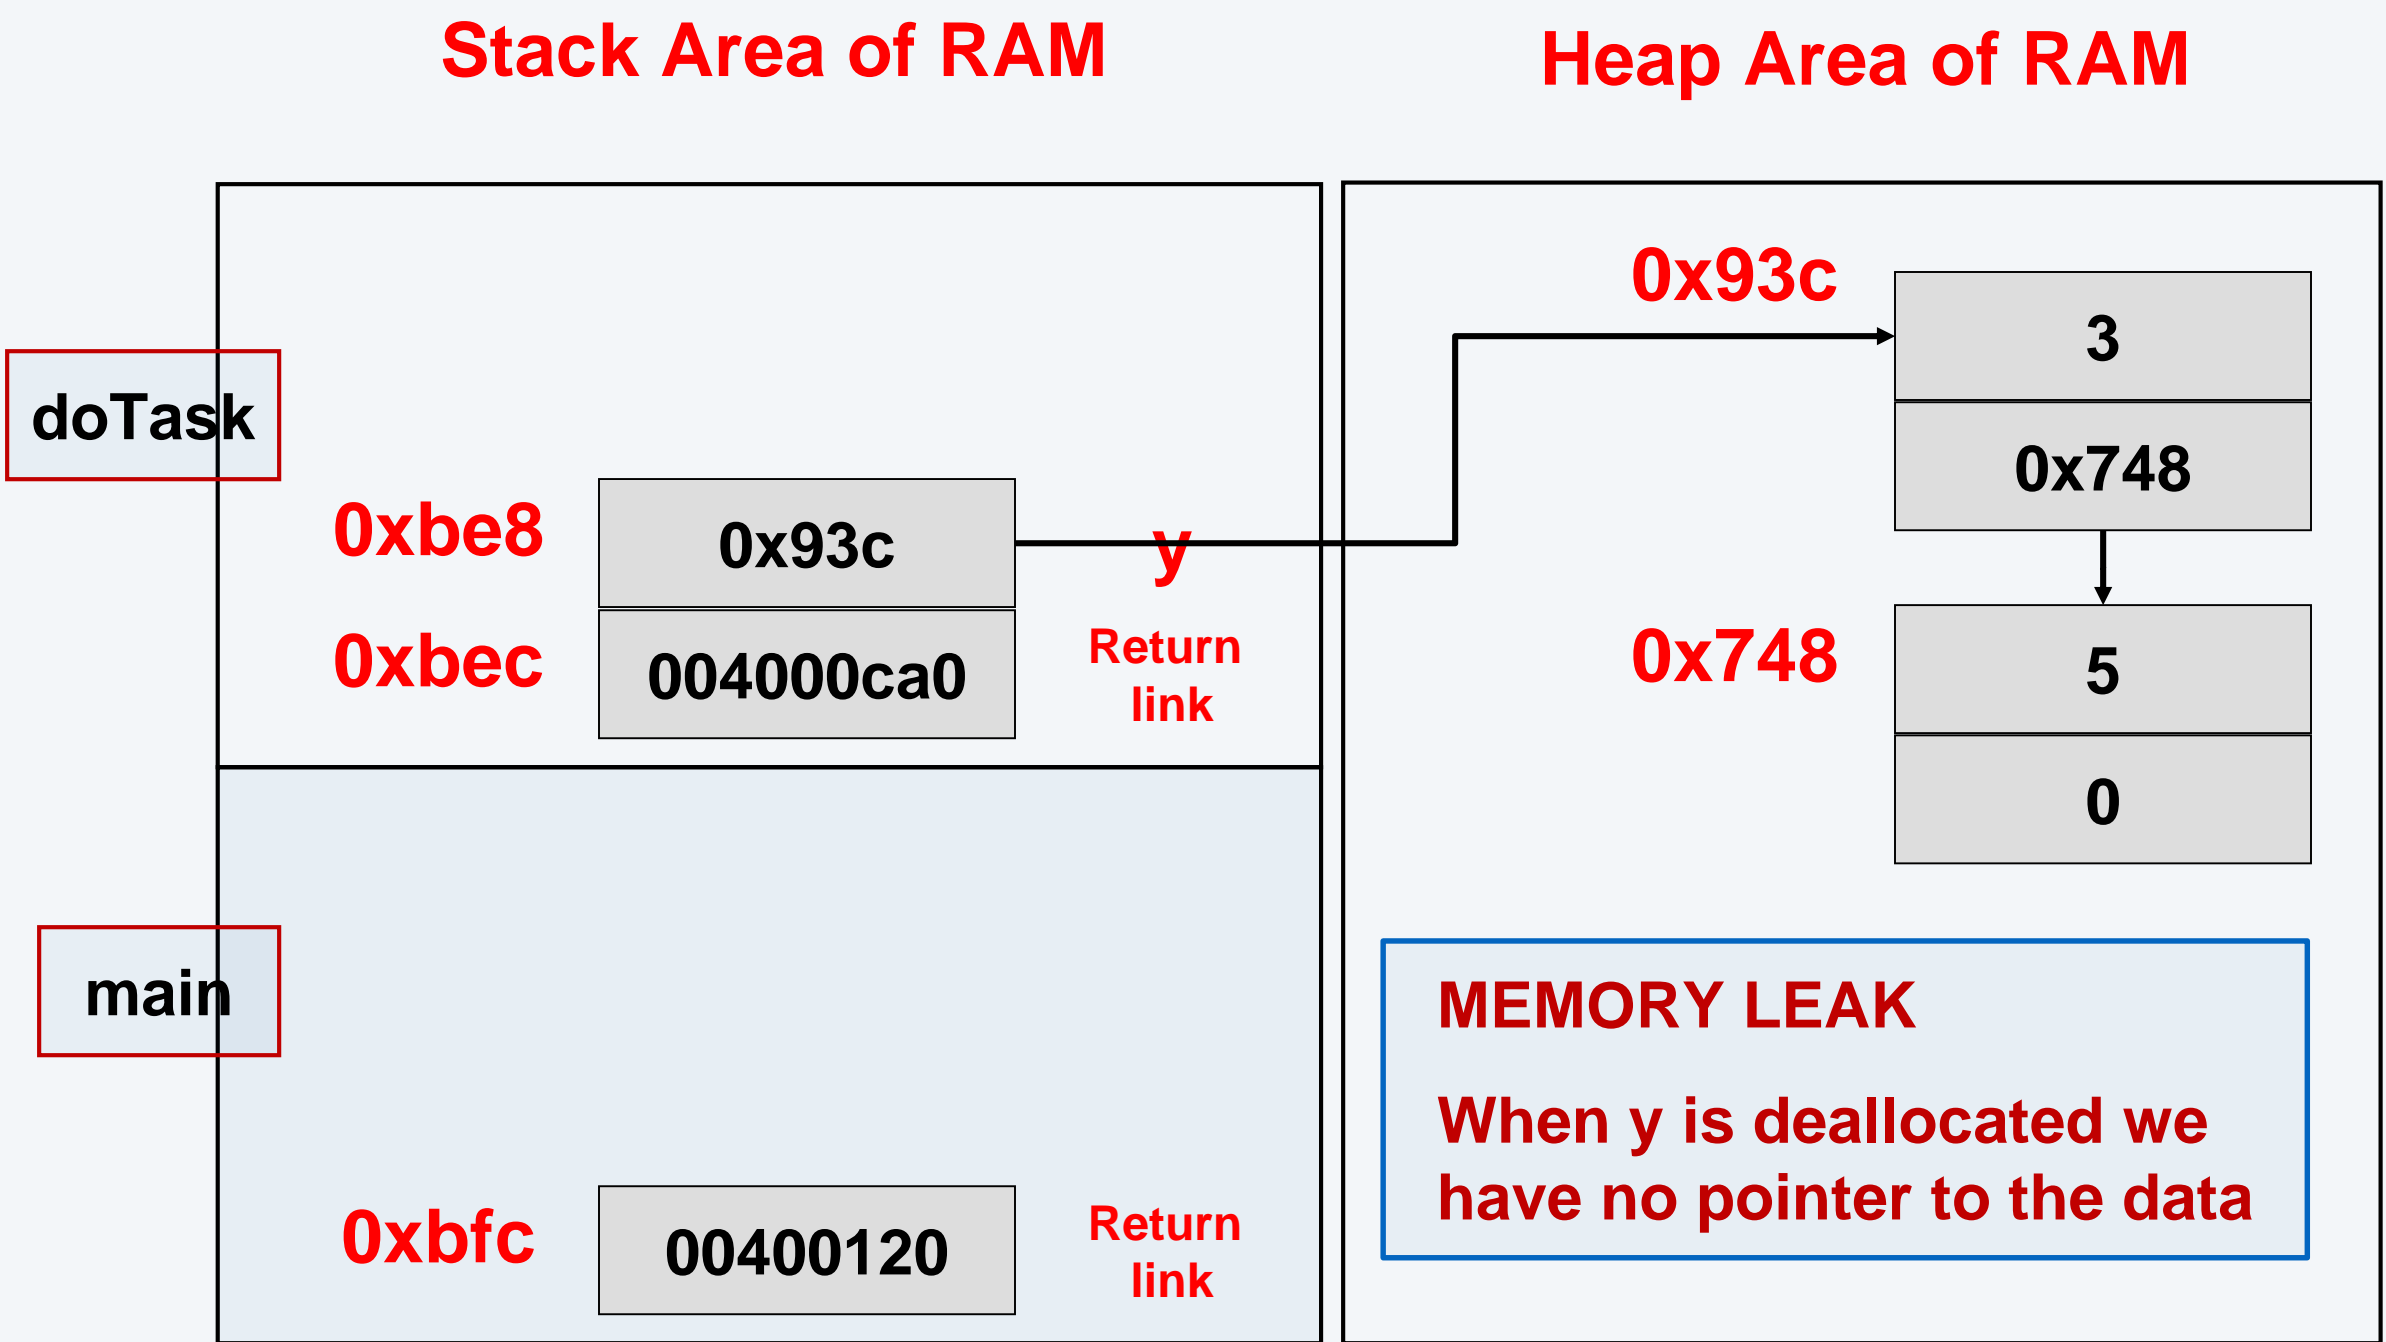 Stack Area of RAM
Heap Area of RAM
doTask
0xbe8
0x93c
y
0xbec
004000ca0
Return
link
main
0xbfc
00400120
Return
link
0x93c
3
0x748
0x748
5
0
MEMORY LEAK
When y is deallocated we
have no pointer to the data